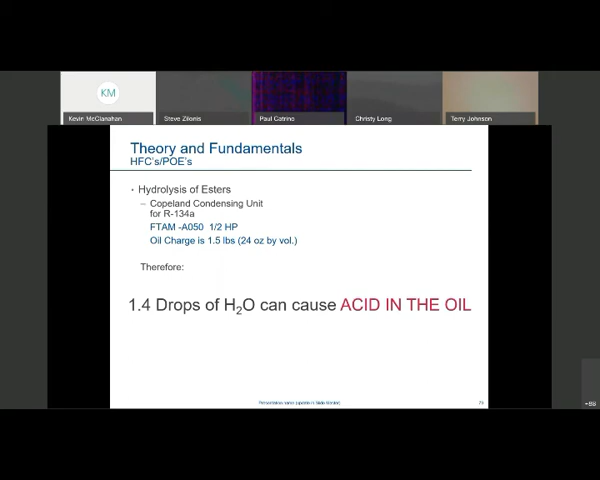 KM
Kevin McClanahan
Steve Zilonis
Paul Catrino
Christy Long
Terry Johnson
Theory and Fundamentals
HFC's/POE's
• Hydrolysis of Esters
– Copeland Condensing Unit
for R-134a
FTAM -A050 1/2 HP
Oil Charge is 1.5 lbs (24 oz by vol.)
Therefore:
1.4 Drops of H₂O can cause ACID IN THE OIL